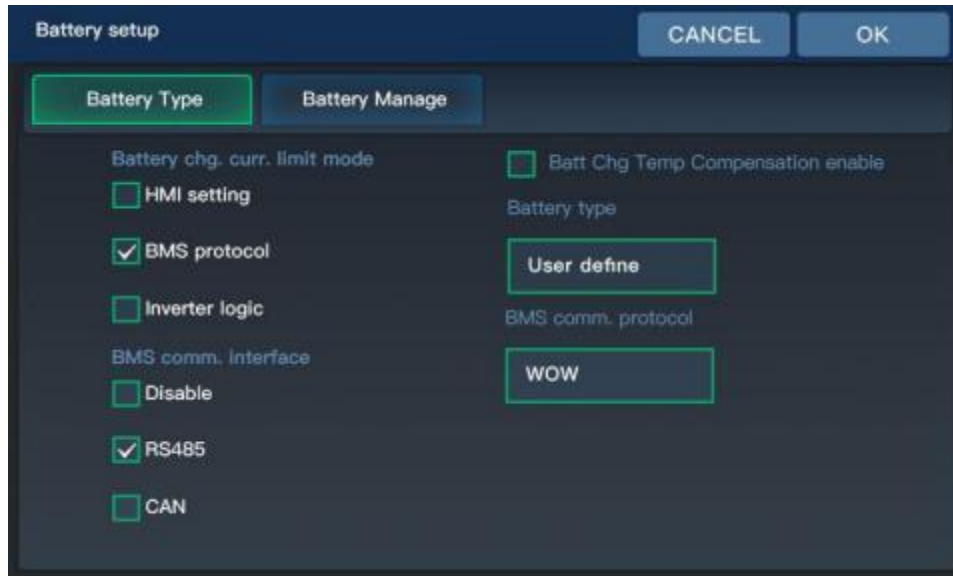 Battery setup
CANCEL
OK
Battery Type
Battery Manage
Battery chg. curr. limit mode
HMI setting
BMS protocol
Inverter logic
BMS comm. interface
Disable
RS485
CAN
Batt Chg Temp Compensation enable
Battery type
User define
BMS comm. protocol
WOW